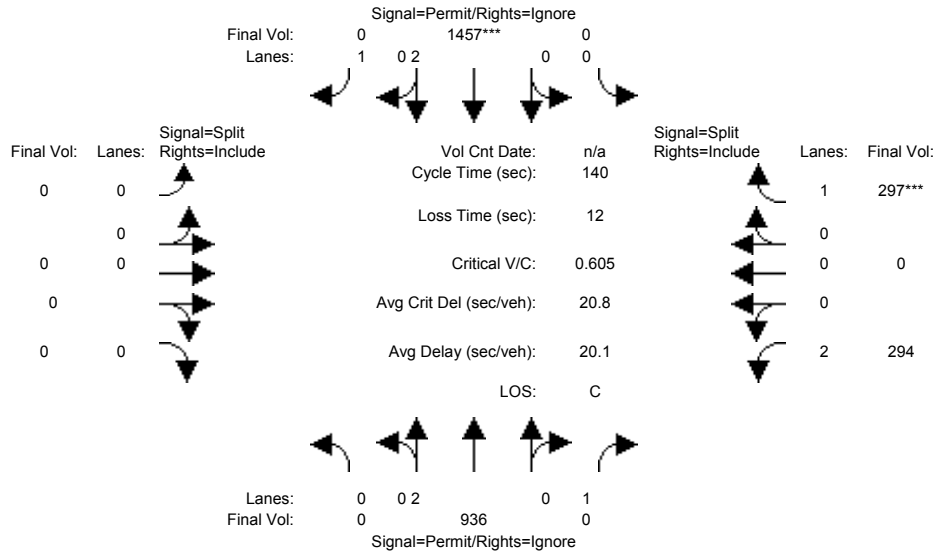 Signal=Permit/Rights=Ignore
Final Vol: 0 1457*** 0
Lanes: 1 0 2 0 0
Signal=Split Signal=Split
Final Vol: Lanes: Rights=Include Vol Cnt Date: n/a Rights=Include Lanes: Final Vol:
Cycle Time (sec): 140
0 0 1 297***
Loss Time (sec): 12
0 0
0 0 Critical V/C: 0.605 0 0
0 Avg Crit Del (sec/veh): 20.8 0
0 0 Avg Delay (sec/veh): 20.1 2 294
LOS: C
Lanes: 0 0 2 0 1
Final Vol: 0 936 0
Signal=Permit/Rights=Ignore